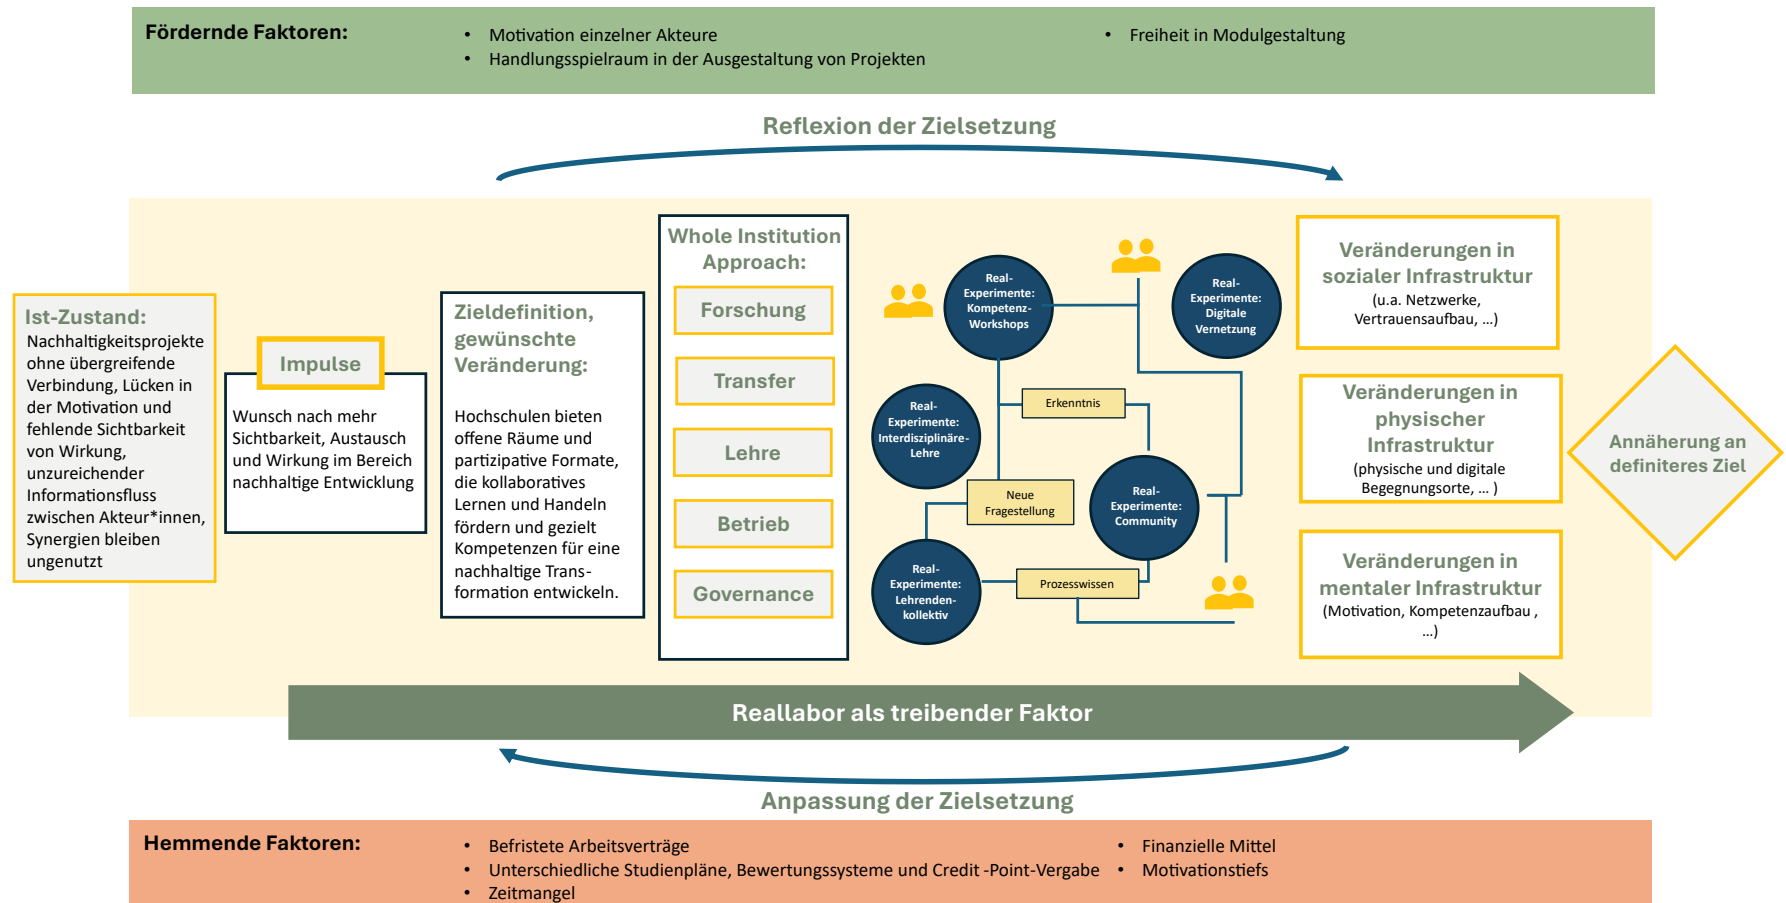 Fördernde Faktoren:
• Motivation einzelner Akteure
• Handlungsspielraum in der Ausgestaltung von Projekten
• Freiheit in Modulgestaltung
Reflexion der Zielsetzung
Ist-Zustand:
Nachhaltigkeitsprojekte
ohne übergreifende
Verbindung, Lücken in
der Motivation und
fehlende Sichtbarkeit
von Wirkung,
unzureichender
Informationsfluss
zwischen Akteur*innen,
Synergien bleiben
ungenutzt
Impulse
Wunsch nach mehr
Sichtbarkeit, Austausch
und Wirkung im Bereich
nachhaltige Entwicklung
Zieldefinition,
gewünschte
Veränderung:
Hochschulen bieten
offene Räume und
partizipative Formate,
die kollaboratives
Lernen und Handeln
fördern und gezielt
Kompetenzen für eine
nachhaltige Trans-
formation entwickeln.
Whole Institution
Approach:
Forschung
Transfer
Lehre
Betrieb
Governance
Real-
Experimente:
Kompetenz-
Workshops
Real-
Experimente:
Digitale
Vernetzung
Real-
Experimente:
Interdisziplinäre-
Lehre
Erkenntnis
Neue
Fragestellung
Real-
Experimente:
Community
Real-
Experimente:
Lehrenden-
kollektiv
Prozesswissen
Veränderungen in
sozialer Infrastruktur
(u.a. Netzwerke,
Vertrauensaufbau, ...)
Veränderungen in
physischer
Infrastruktur
(physische und digitale
Begegnungsorte, ... )
Veränderungen in
mentaler Infrastruktur
(Motivation, Kompetenzaufbau ,
...)
Annäherung an
definiteres Ziel
Reallabor als treibender Faktor
Anpassung der Zielsetzung
Hemmende Faktoren:
• Befristete Arbeitsverträge
• Unterschiedliche Studienpläne, Bewertungssysteme und Credit -Point-Vergabe
• Zeitmangel
• Finanzielle Mittel
• Motivationstiefs